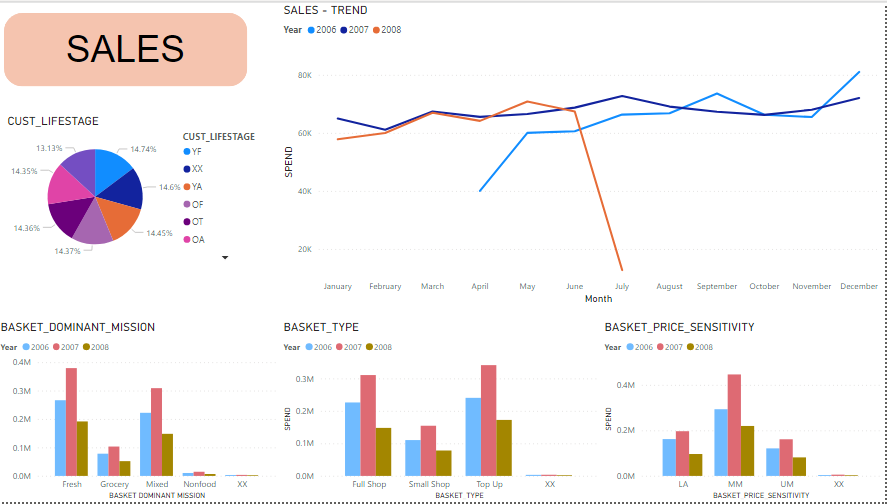 SALES
CUST_LIFESTAGE
CUST_LIFESTAGE
YF
XX
YA
OF
OT
OA
13.13%
14.74%
14.35%
14.6%
14.36%
14.45%
14.37%
SALES - TREND
Year 2006 2007 2008
80K
60K
40K
20K
SPEND
January February March April May June July August September October November December
Month
BASKET_DOMINANT_MISSION
Year 2006 2007 2008
0.4M
0.3M
0.2M
0.1M
0.0M
Fresh Grocery Mixed Nonfood XX
BASKET DOMINANT MISSION
BASKET_TYPE
Year 2006 2007 2008
SPEND
0.3M
0.2M
0.1M
0.0M
Full Shop Small Shop Top Up XX
BASKET TYPE
BASKET_PRICE_SENSITIVITY
Year 2006 2007 2008
SPEND
0.4M
0.2M
0.0M
LA MM UM XX
BASKET_PRICE_SENSITIVITY